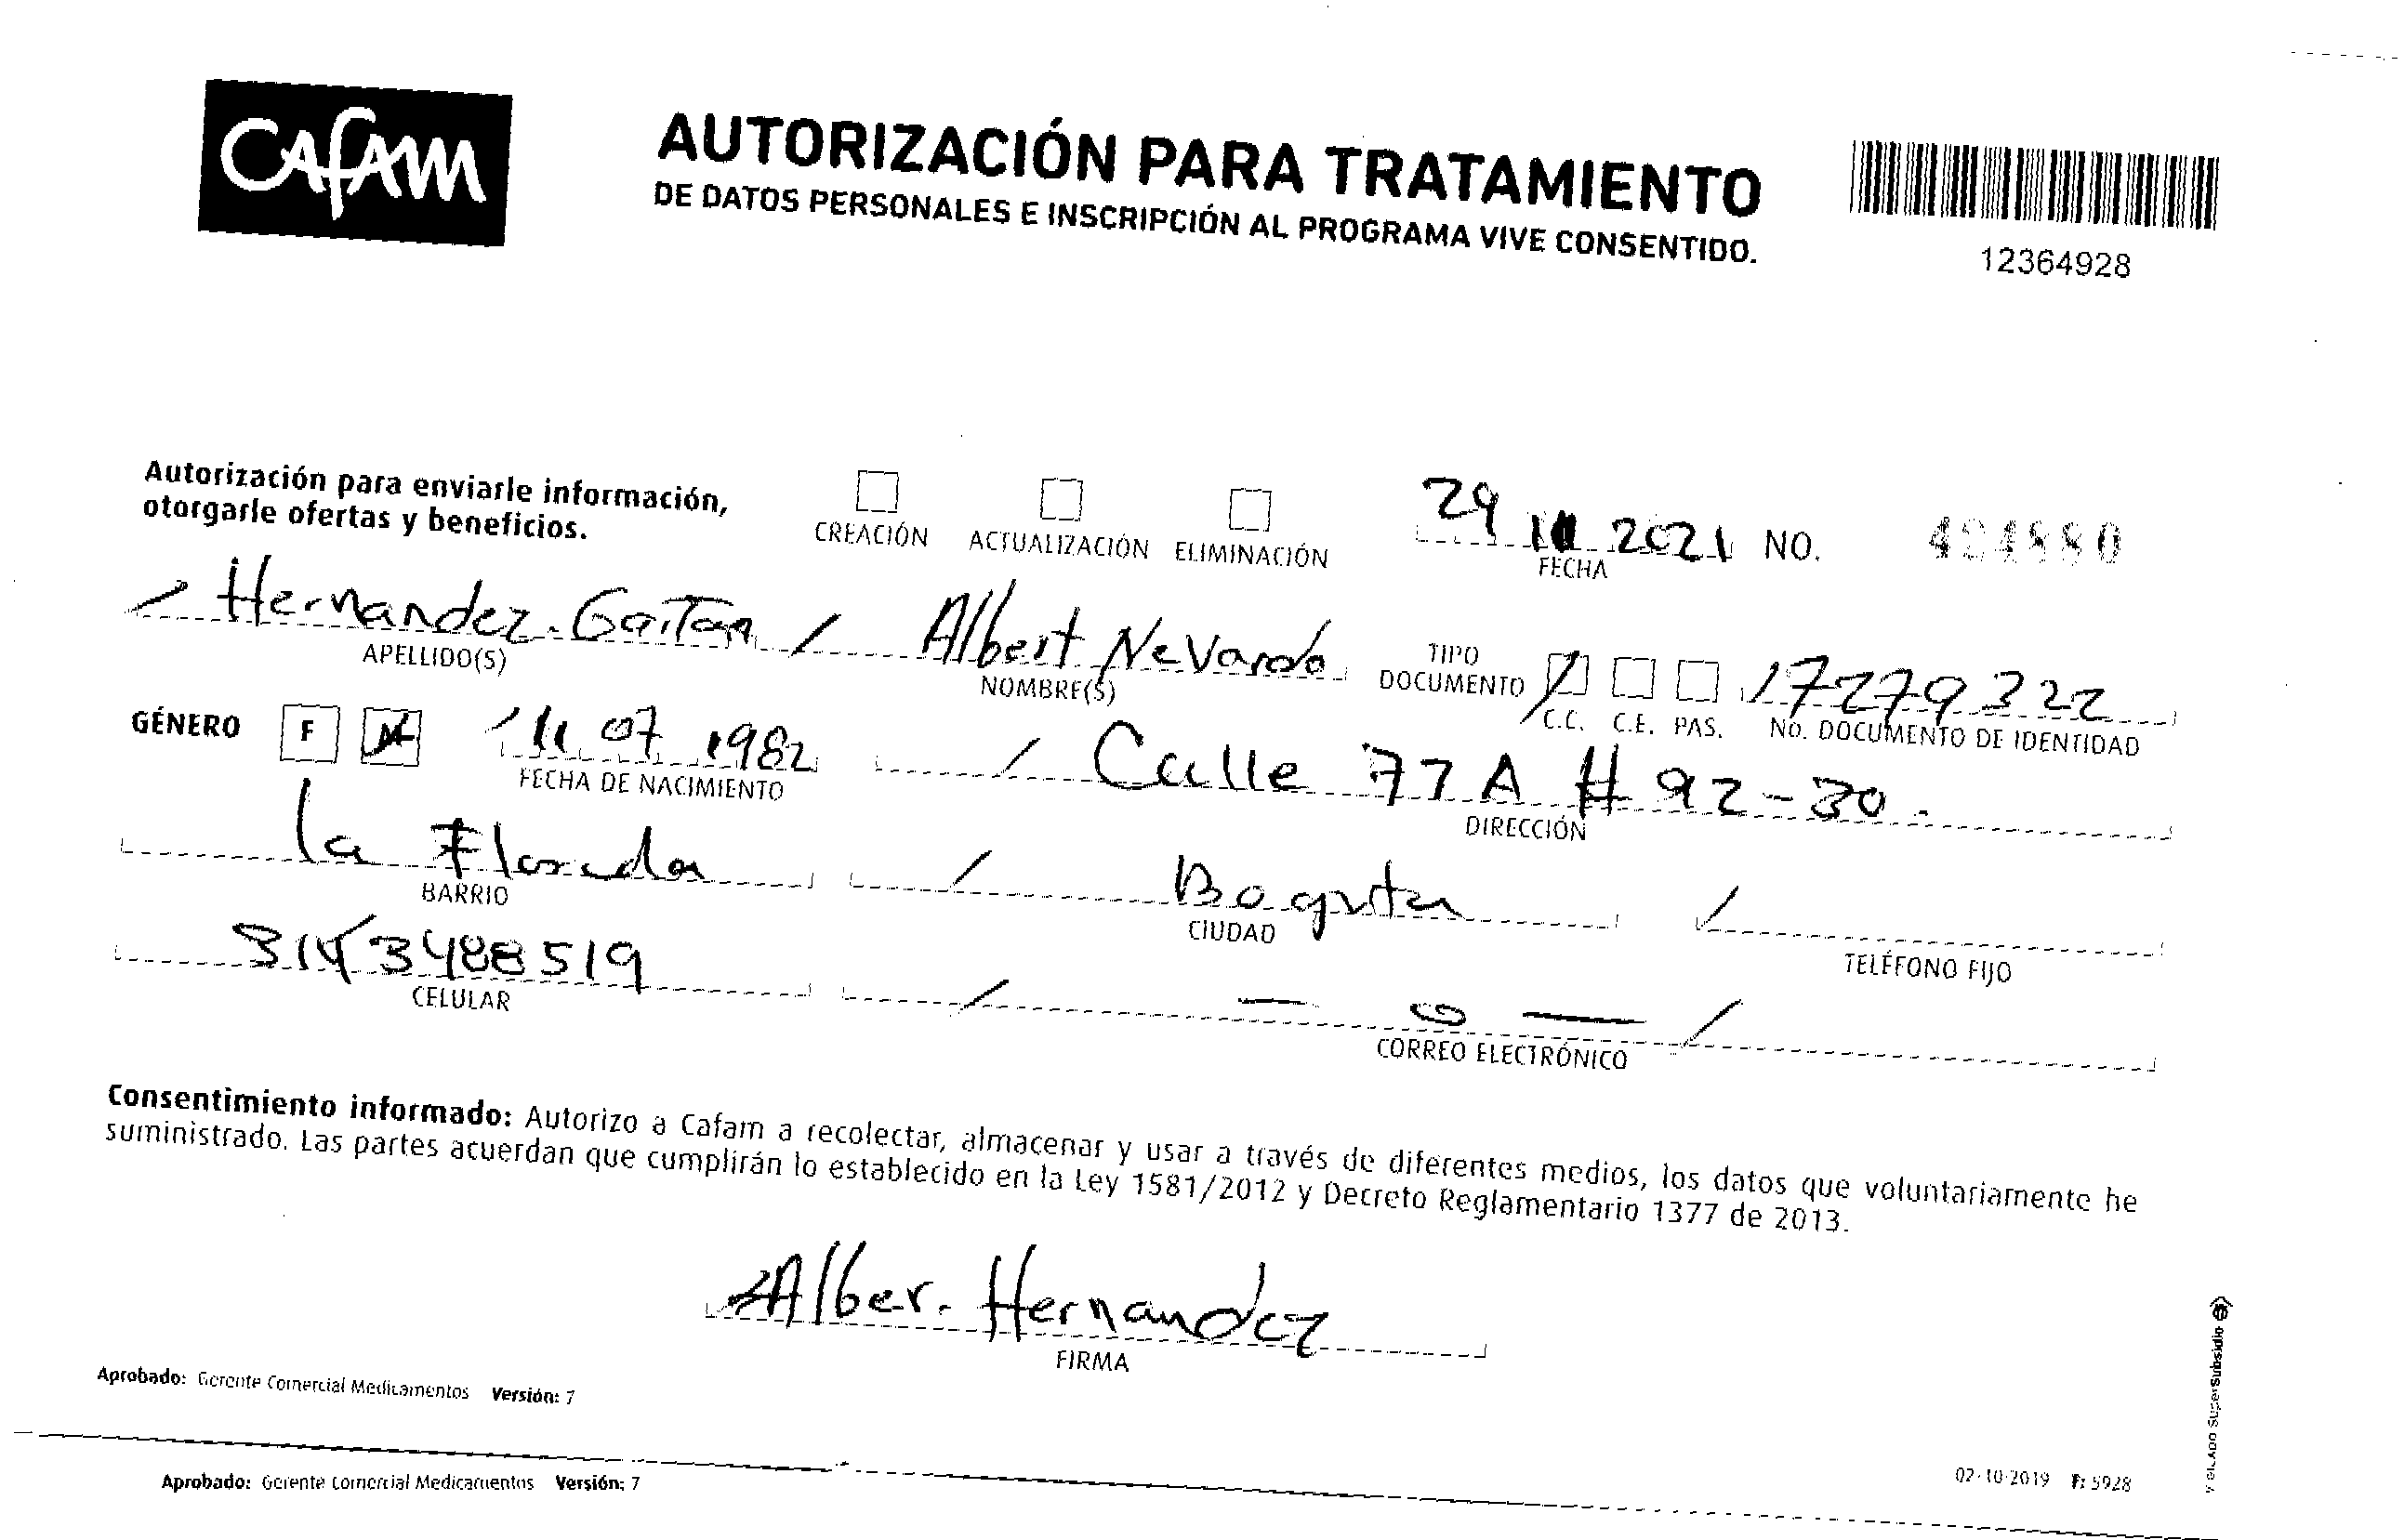 Cafam
AUTORIZACIÓN PARA TRATAMIENTO
DE DATOS PERSONALES E INSCRIPCIÓN AL PROGRAMA VIVE CONSENTIDO.
12364928
Autorización para enviarle información,
otorgarle ofertas y beneficios.
CREACIÓN ACTUALIZACIÓN ELIMINACIÓN
29 2021 NO.
FECHA
Hernandez Gaitan / Albert Nevardo
APELLIDO(S) NOMBRE(S)
TIPO DOCUMENTO C.C. C.E. PAS. 17279322
No. DOCUMENTO DE IDENTIDAD
GÉNERO F M 11 07 1982 / Calle 77 A # 92-30.
FECHA DE NACIMIENTO DIRECCIÓN
la Florida / Bogota /
BARRIO CIUDAD TELÉFONO FIJO
3143488519 / - 0 - /
CELULAR CORREO ELECTRÓNICO
Consentimiento informado: Autorizo a Cafam a recolectar, almacenar y usar a través de diferentes medios, los datos que voluntariamente he
suministrado. Las partes acuerdan que cumplirán lo establecido en la Ley 1581/2012 y Decreto Reglamentario 1377 de 2013.
Alber. Hernandez
FIRMA
Aprobado: Gerente Comercial Medicamentos Versión: 7
Aprobado: Gerente Comercial Medicamentos Versión: 7
02-10-2019 F: 5928
VIGILADO SuperSubsidio